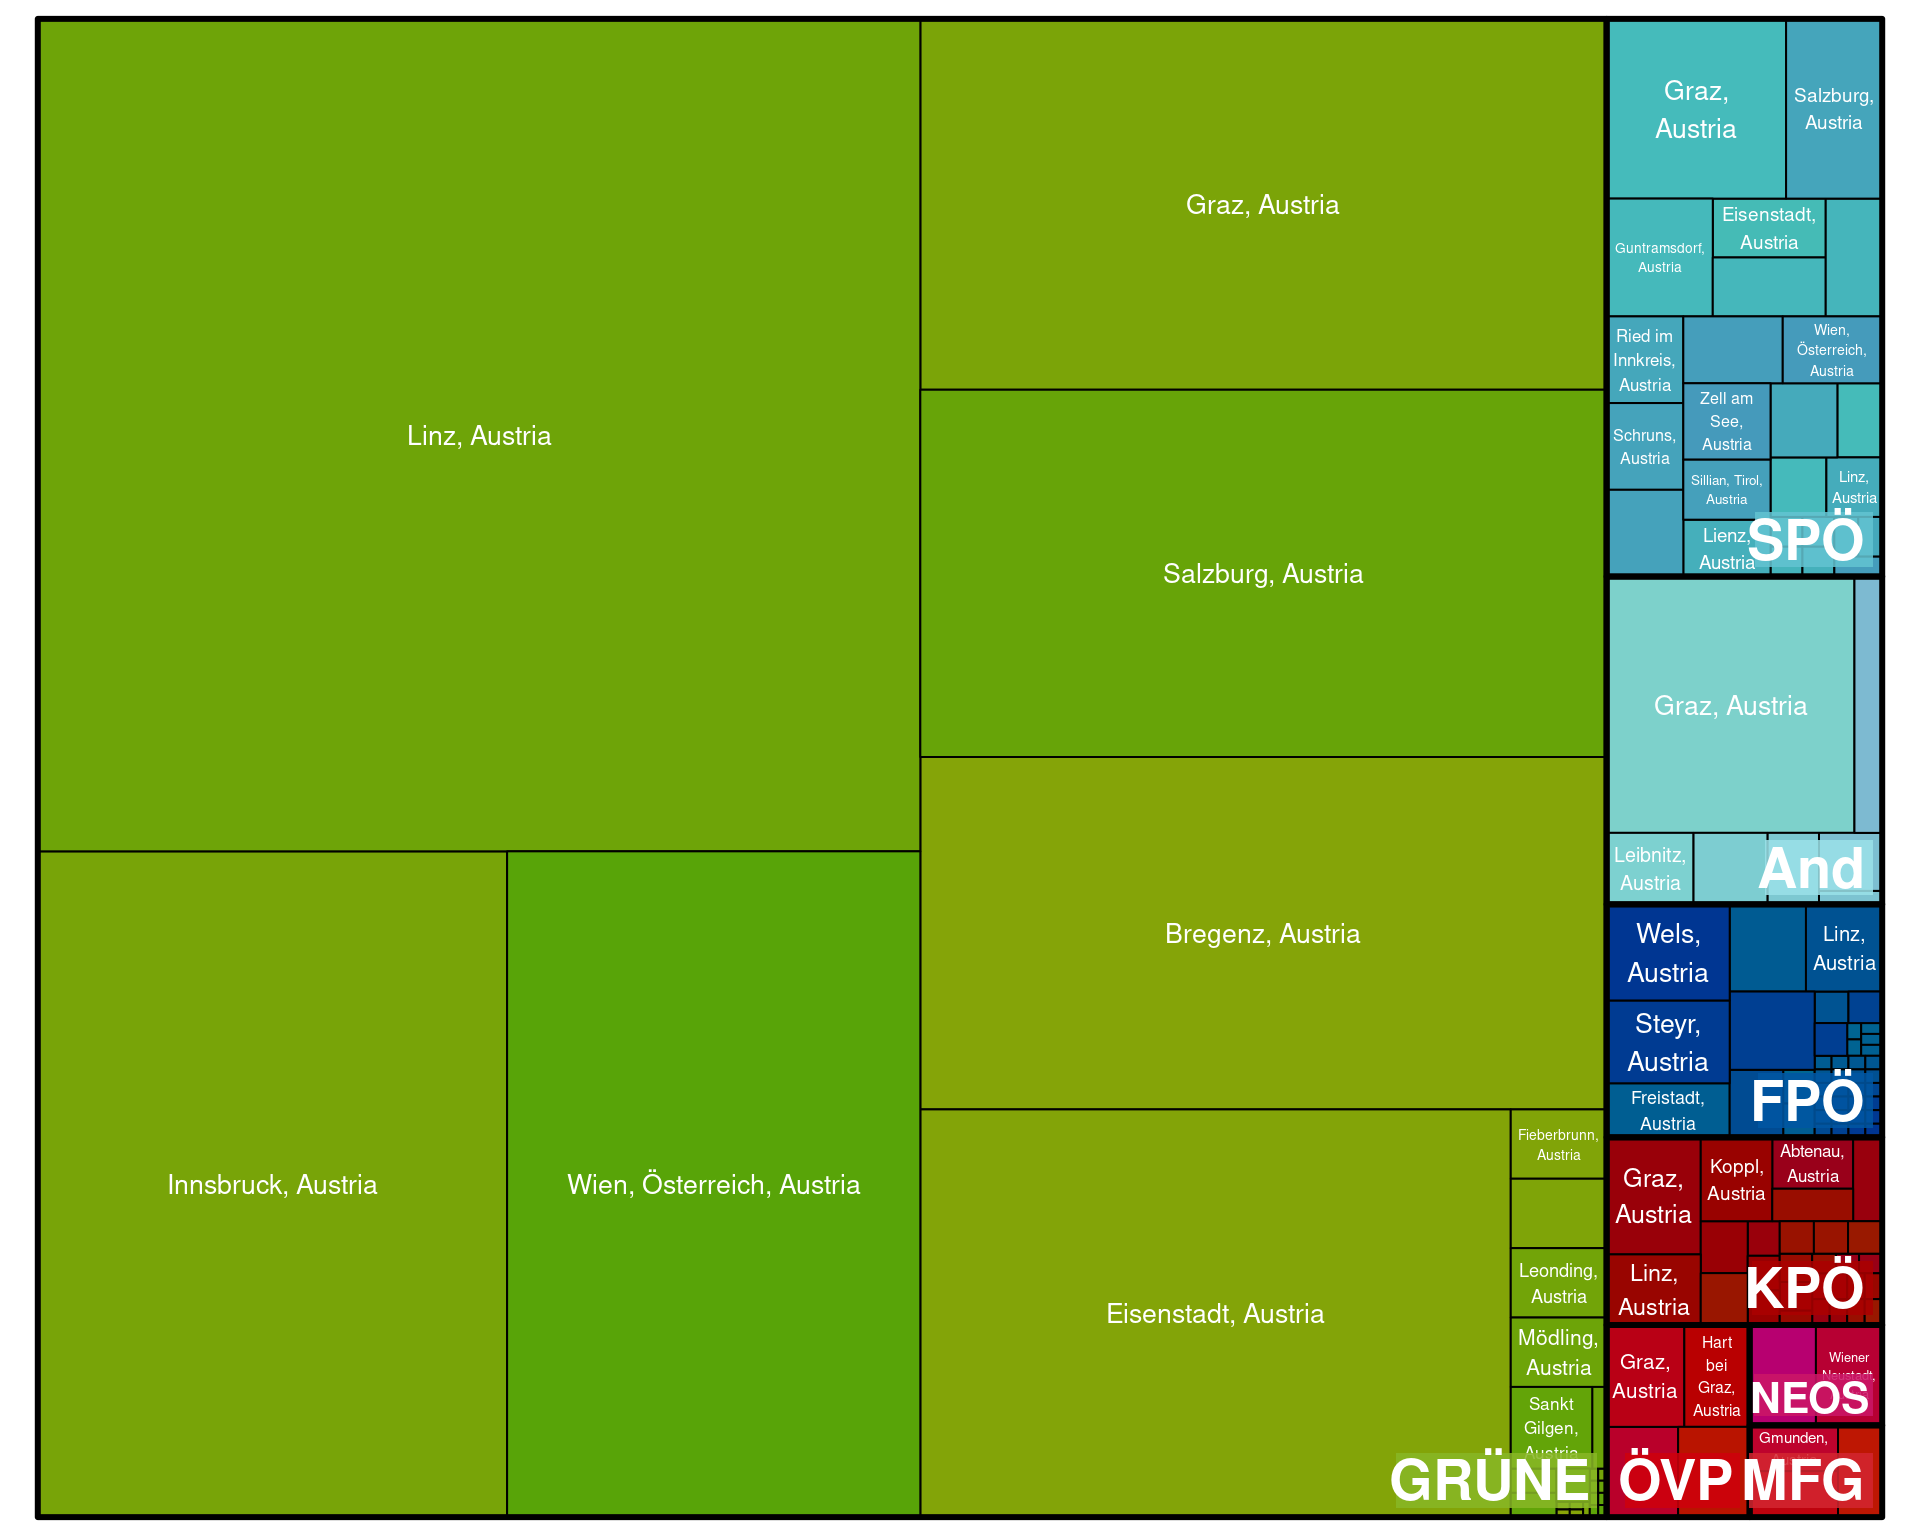 Linz, Austria
Innsbruck, Austria
Wien, Österreich, Austria
Graz, Austria
Salzburg, Austria
Bregenz, Austria
Eisenstadt, Austria
Fieberbrunn,
Austria
Leonding,
Austria
Mödling,
Austria
Sankt
Gilgen,
Austria
GRÜNE
Graz,
Austria
Salzburg,
Austria
Guntramsdorf,
Austria
Eisenstadt,
Austria
Ried im
Innkreis,
Austria
Wien,
Österreich,
Austria
Schruns,
Austria
Zell am
See,
Austria
Sillian, Tirol,
Austria
Linz,
Austria
Lienz,
Austria
SPÖ
Graz, Austria
Leibnitz,
Austria
And
Wels,
Austria
Linz,
Austria
Steyr,
Austria
Freistadt,
Austria
FPÖ
Graz,
Austria
Koppl,
Austria
Abtenau,
Austria
Linz,
Austria
KPÖ
Graz,
Austria
Hart
bei
Graz,
Austria
ÖVP
Wiener
Neustadt,
NEOS
Gmunden,
MFG